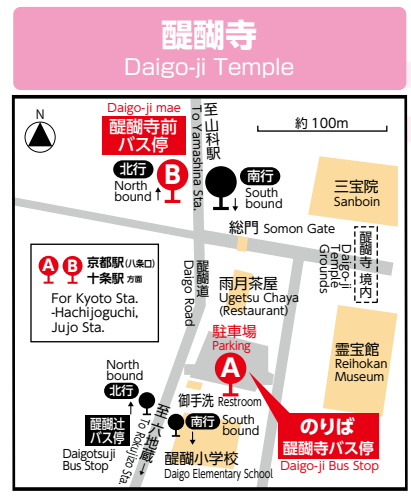 醍醐寺
Daigo-ji Temple
N
Daigo-ji mae
醍醐寺前
バス停
至山科駅
To Yamashina Sta.
約100m
北行
North
bound
B
南行
South
bound
三宝院
Sanboin
総門 Somon Gate
醍醐寺 境内
Daigo-ji
Temple
Grounds
A B 京都駅(八条口)
十条駅 方面
For Kyoto Sta.
-Hachijoguchi,
Jujo Sta.
醍醐道
Daigo Road
雨月茶屋
Ugetsu Chaya
(Restaurant)
駐車場
Parking
A
霊宝館
Reihokan
Museum
North
bound
北行
御手洗 Restroom
醍醐辻
バス停
Daigotsuji
Bus Stop
至六地蔵
To Rokujizo Sta.
南行
South
bound
のりば
醍醐寺バス停
Daigo-ji Bus Stop
醍醐小学校
Daigo Elementary School